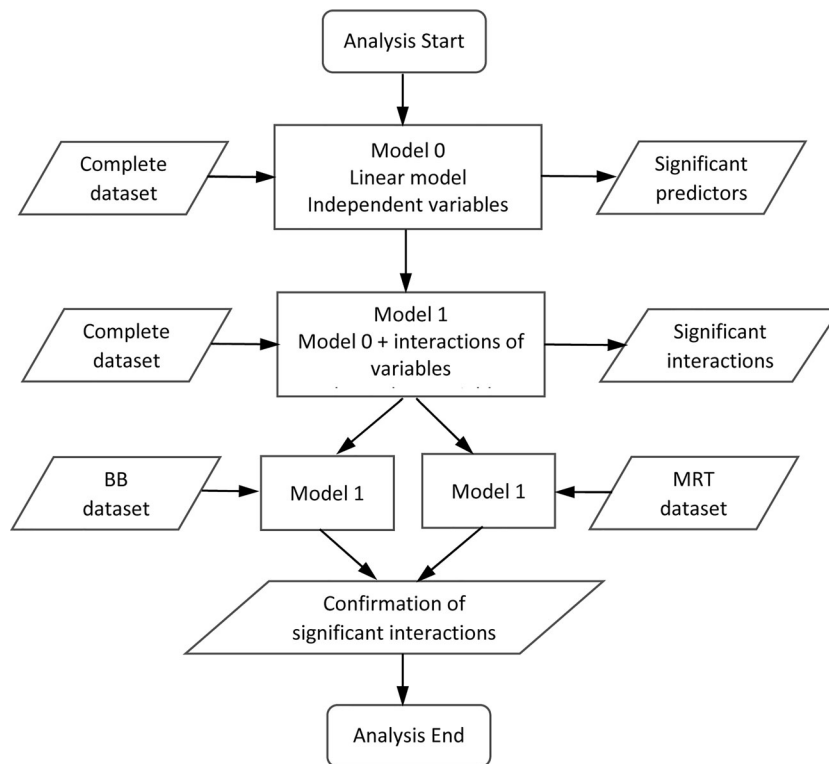 Analysis Start
Complete
dataset
Model 0
Linear model
Independent variables
Significant
predictors
Complete
dataset
Model 1
Model 0 + interactions of
variables
Significant
interactions
BB
dataset
Model 1
Model 1
MRT
dataset
Confirmation of
significant interactions
Analysis End